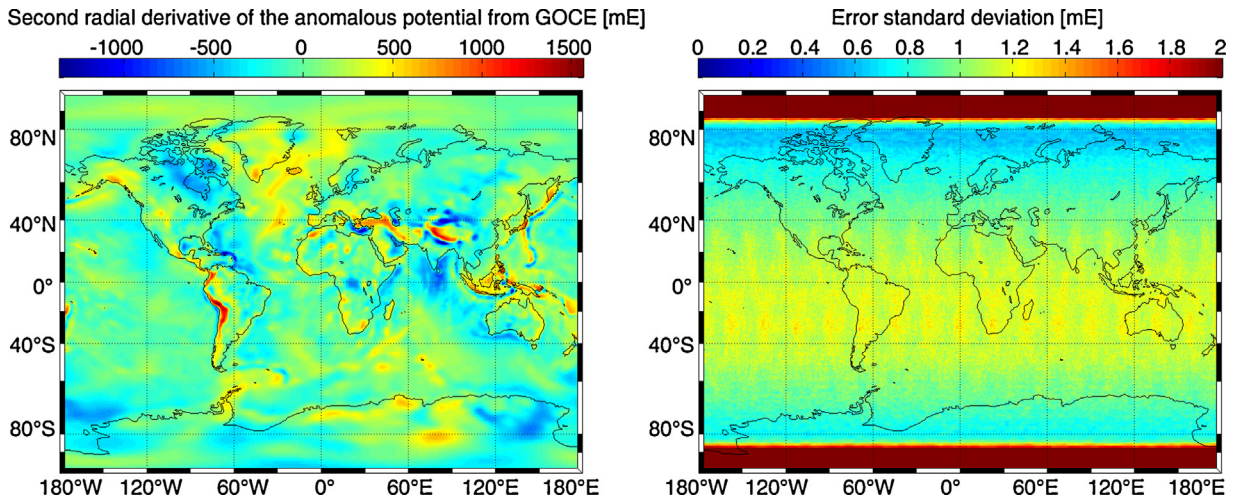 Second radial derivative of the anomalous potential from GOCE [mE]
-1000 -500 0 500 1000 1500
80°N
40°N
0°
40°S
80°S
180°W 120°W 60°W 0° 60°E 120°E 180°E
Error standard deviation [mE]
0 0.2 0.4 0.6 0.8 1 1.2 1.4 1.6 1.8 2
80°N
40°N
0°
40°S
80°S
180°W 120°W 60°W 0° 60°E 120°E 180°E